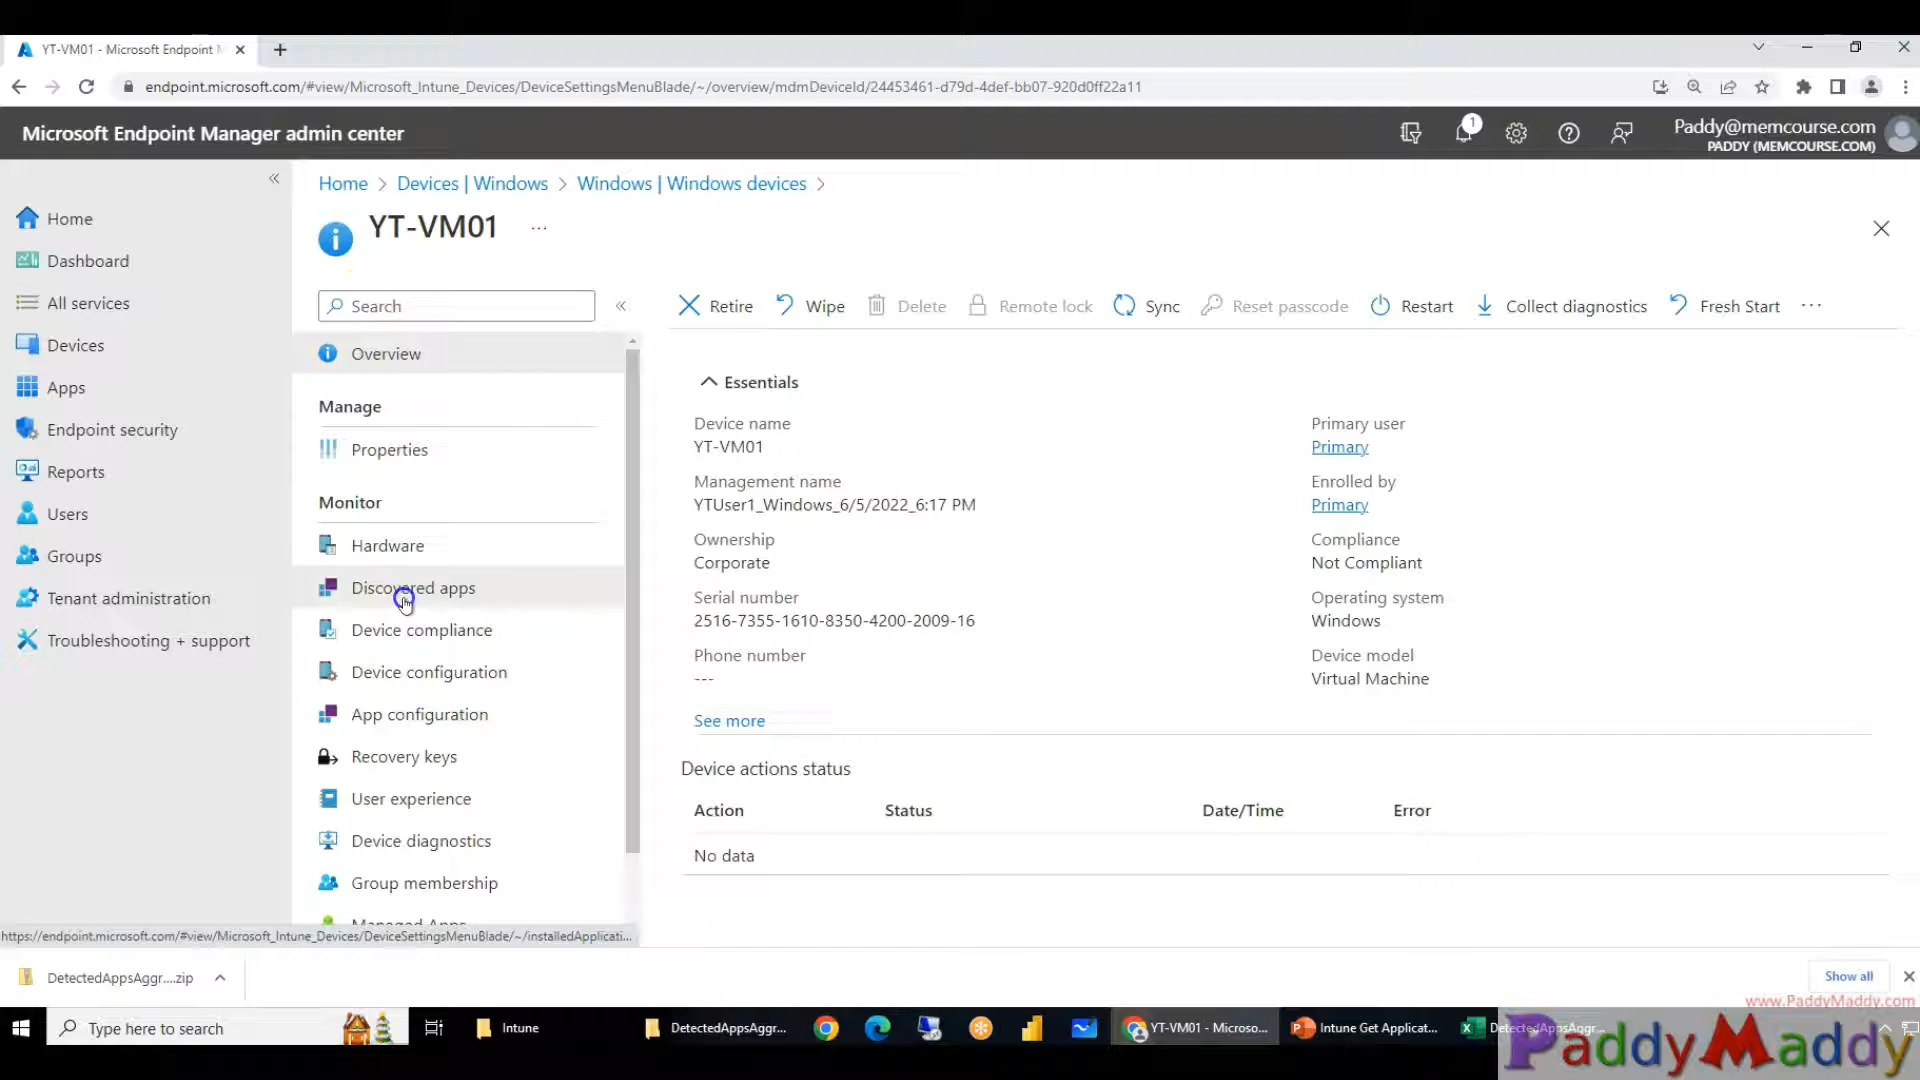 YT-VM01 - Microsoft Endpoint M
endpoint.microsoft.com/#view/Microsoft_Intune_Devices/DeviceSettingsMenuBlade/~/overview/mdmDeviceId/24453461-d79d-4def-bb07-920d0ff22a11
Microsoft Endpoint Manager admin center
1
Paddy@memcourse.com
PADDY (MEMCOURSE.COM)
Home > Devices | Windows > Windows | Windows devices >
YT-VM01 ...
Home
Dashboard
All services
Devices
Apps
Endpoint security
Reports
Users
Groups
Tenant administration
Troubleshooting + support
Search
Overview
Manage
Properties
Monitor
Hardware
Discovered apps
Device compliance
Device configuration
App configuration
Recovery keys
User experience
Device diagnostics
Group membership
Managed Apps
Retire Wipe Delete Remote lock Sync Reset passcode Restart Collect diagnostics Fresh Start ...
Essentials
Device name
YT-VM01
Management name
YTUser1_Windows_6/5/2022_6:17 PM
Ownership
Corporate
Serial number
2516-7355-1610-8350-4200-2009-16
Phone number
---
See more
Primary user
Primary
Enrolled by
Primary
Compliance
Not Compliant
Operating system
Windows
Device model
Virtual Machine
Device actions status
Action Status Date/Time Error
No data
https://endpoint.microsoft.com/#view/Microsoft_Intune_Devices/DeviceSettingsMenuBlade/~/installedApplicati...
DetectedAppsAggr....zip
Show all
www.PaddyMaddy.com
Type here to search
Intune
DetectedAppsAggr...
YT-VM01 - Microso...
Intune Get Applicat...
DetectedAppsAggr...
PaddyMaddy